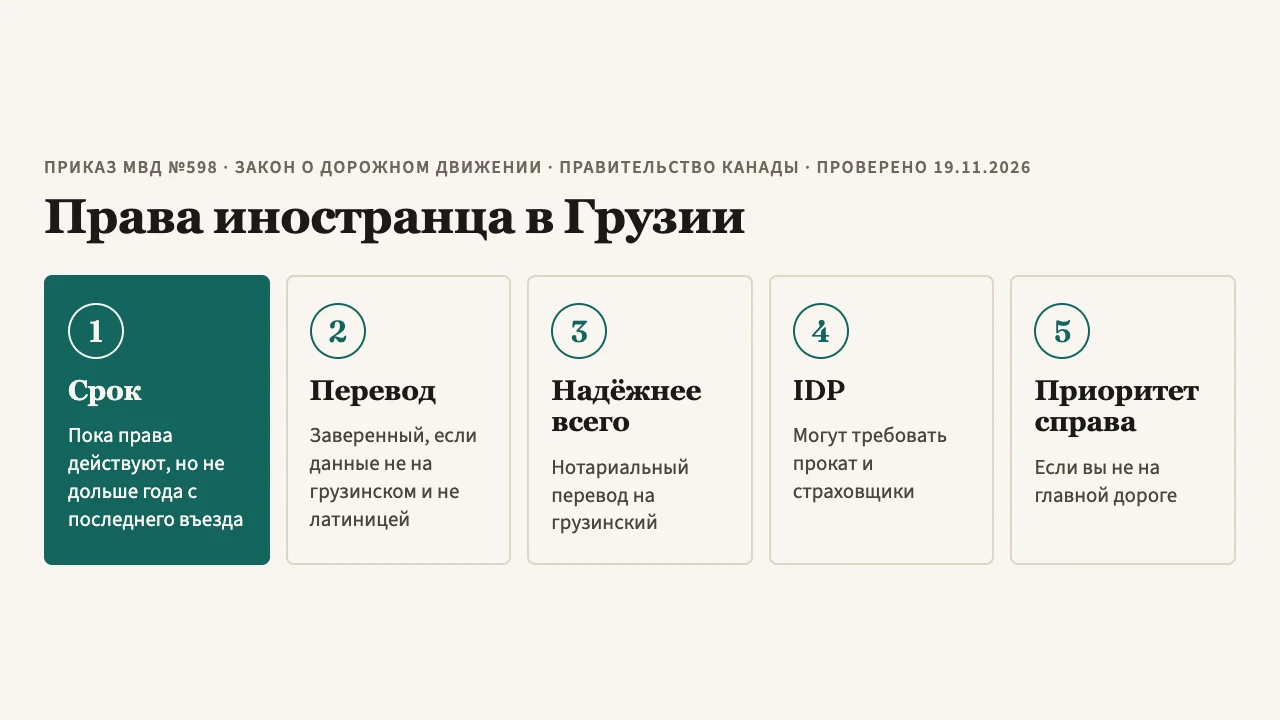 ПРИКАЗ МВД №598 · ЗАКОН О ДОРОЖНОМ ДВИЖЕНИИ · ПРАВИТЕЛЬСТВО КАНАДЫ · ПРОВЕРЕНО 19.11.2026
Права иностранца в Грузии
1
Срок
Пока права
действуют, но не
дольше года с
последнего въезда
2
Перевод
Заверенный, если
данные не на
грузинском и не
латиницей
3
Надёжнее
всего
Нотариальный
перевод на
грузинский
4
IDP
Могут требовать
прокат и
страховщики
5
Приоритет
справа
Если вы не на
главной дороге